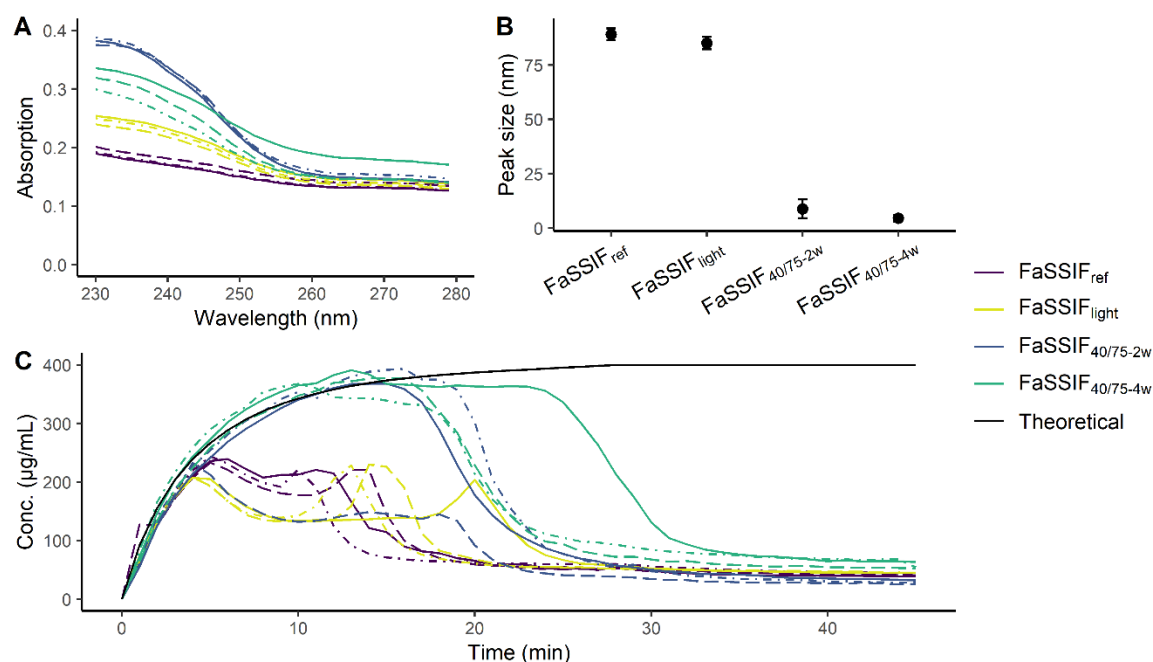 A
0.4
0.3
0.2
0.1
0.0
Absorption
230 240 250 260 270 280
Wavelength (nm)
B
75
50
25
0
Peak size (nm)
FaSSIFref
FaSSIFlight
FaSSIF40/75-2w
FaSSIF40/75-4w
FaSSIFref
FaSSIFlight
FaSSIF40/75-2w
FaSSIF40/75-4w
Theoretical
C
400
300
200
100
0
Conc. (µg/mL)
0 10 20 30 40
Time (min)